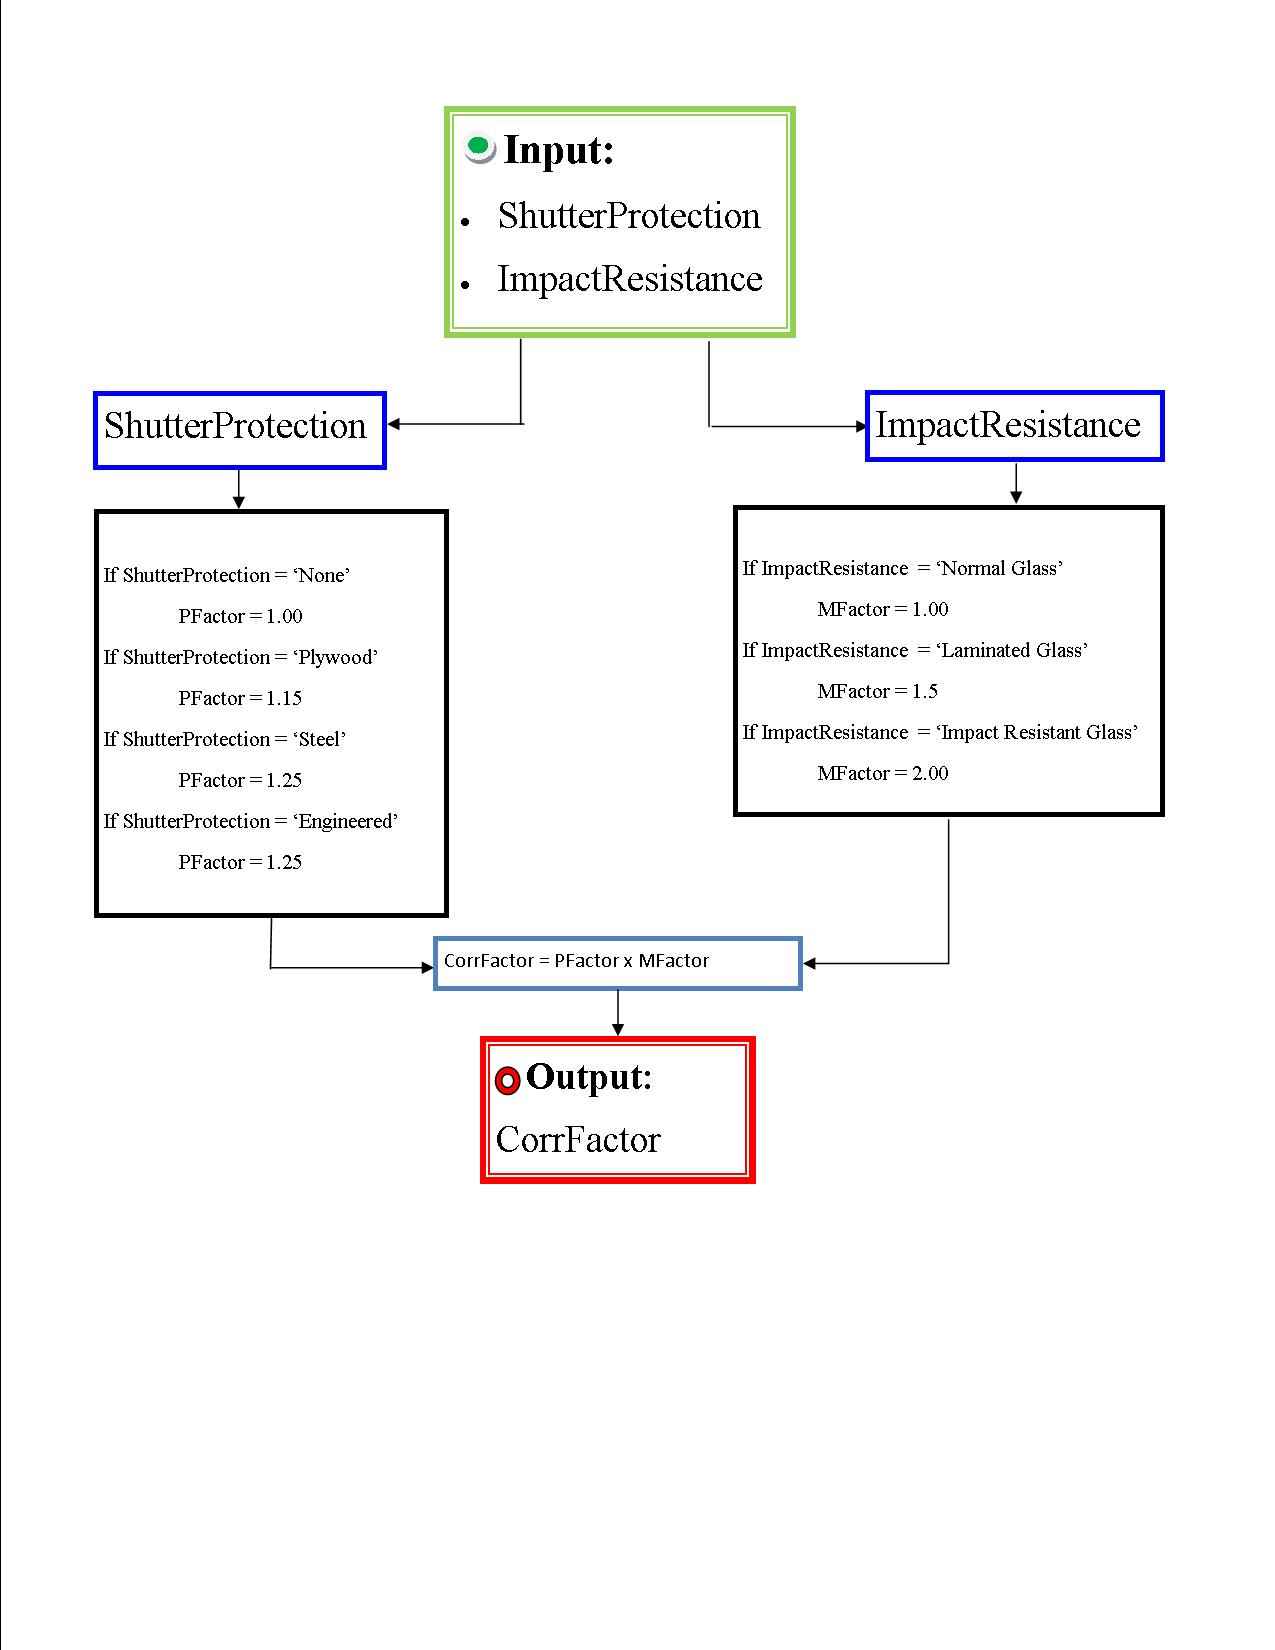 Input:
• ShutterProtection
• ImpactResistance
ShutterProtection
ImpactResistance
If ShutterProtection = ‘None’
PFactor = 1.00
If ShutterProtection = ‘Plywood’
PFactor = 1.15
If ShutterProtection = ‘Steel’
PFactor = 1.25
If ShutterProtection = ‘Engineered’
PFactor = 1.25
If ImpactResistance = ‘Normal Glass’
MFactor = 1.00
If ImpactResistance = ‘Laminated Glass’
MFactor = 1.5
If ImpactResistance = ‘Impact Resistant Glass’
MFactor = 2.00
CorrFactor = PFactor x MFactor
Output:
CorrFactor